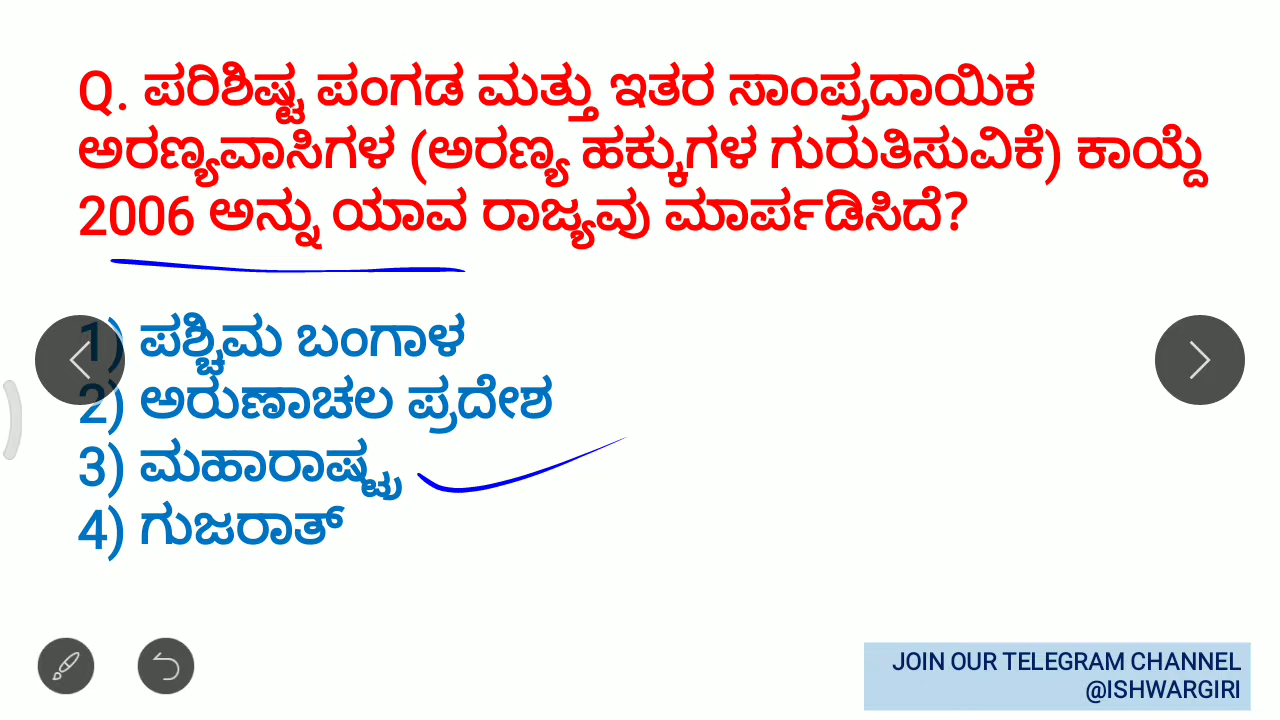 Q. ಪರಿಶಿಷ್ಟ ಪಂಗಡ ಮತ್ತು ಇತರ ಸಾಂಪ್ರದಾಯಿಕ
ಅರಣ್ಯವಾಸಿಗಳ (ಅರಣ್ಯ ಹಕ್ಕುಗಳ ಗುರುತಿಸುವಿಕೆ) ಕಾಯ್ದೆ
2006 ಅನ್ನು ಯಾವ ರಾಜ್ಯವು ಮಾರ್ಪಡಿಸಿದೆ?
1) ಪಶ್ಚಿಮ ಬಂಗಾಳ
2) ಅರುಣಾಚಲ ಪ್ರದೇಶ
3) ಮಹಾರಾಷ್ಟ್ರ
4) ಗುಜರಾತ್
JOIN OUR TELEGRAM CHANNEL
@ISHWARGIRI